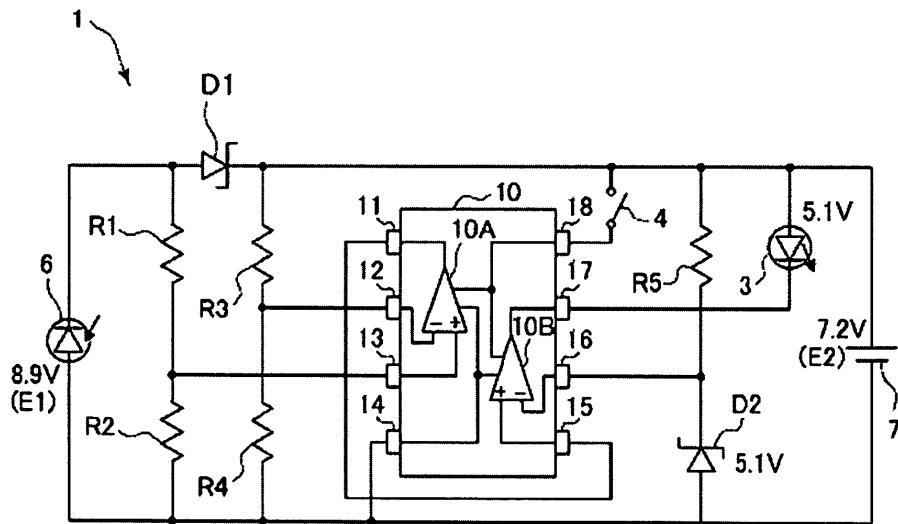 1
D1
10
11
18
4
5.1V
R1
10A
12
17
R3
R5
3
6
10B
7.2V
(E2)
13
16
− +
8.9V
(E1)
+ −
R2
14
15
D2
7
R4
5.1V